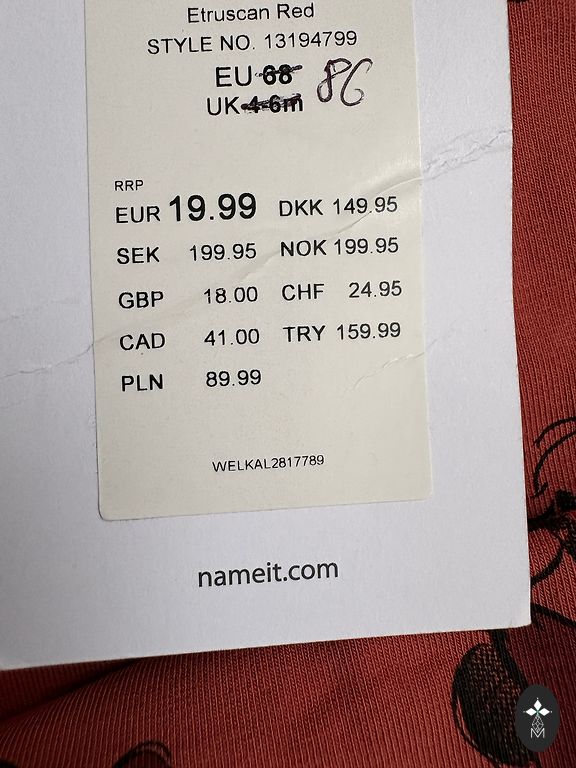 Etruscan Red
STYLE NO. 13194799
EU 68 86
UK 4-6m
RRP
EUR 19.99 DKK 149.95
SEK 199.95 NOK 199.95
GBP 18.00 CHF 24.95
CAD 41.00 TRY 159.99
PLN 89.99
WELKAL2817789
nameit.com
M